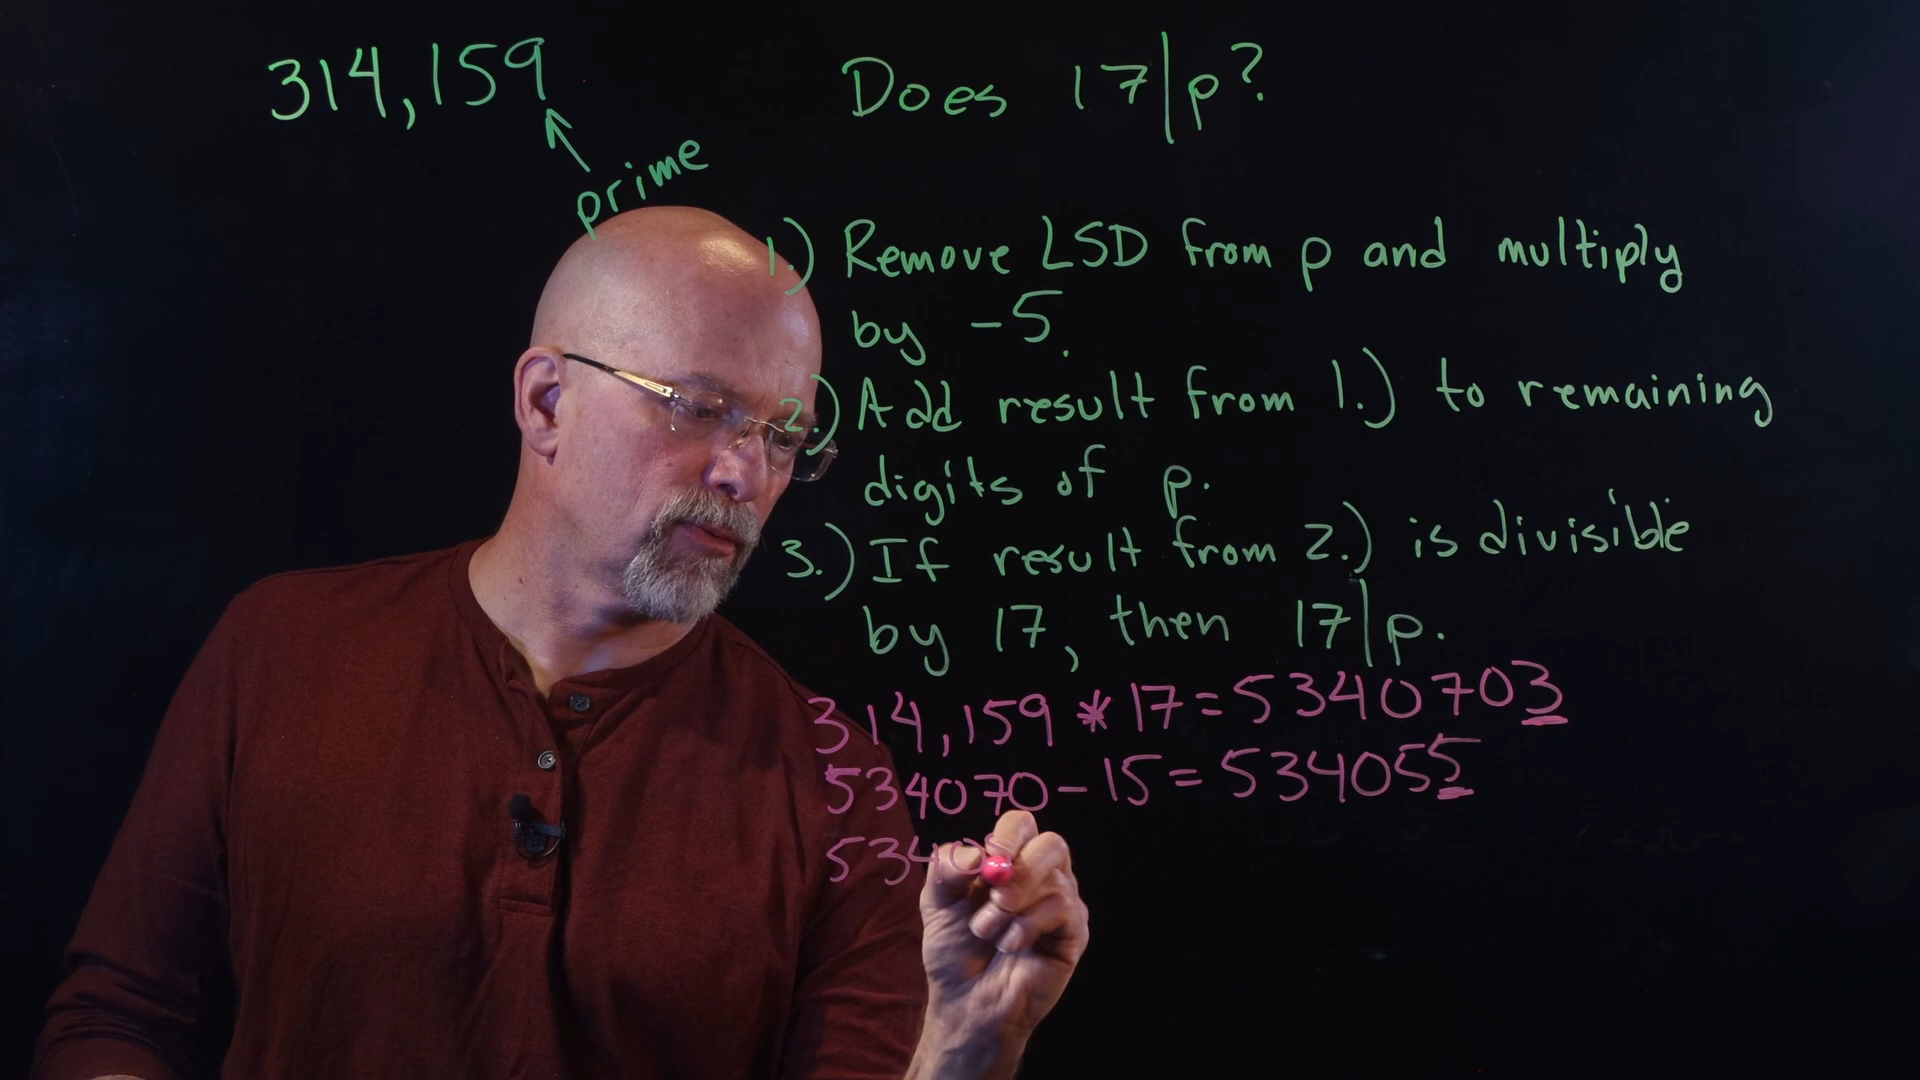 314,159
prime
Does 17|p?
1.) Remove LSD from p and multiply
by -5.
2.) Add result from 1.) to remaining
digits of p.
3.) If result from 2.) is divisible
by 17, then 17|p.
314,159 * 17 = 5340703
534070 - 15 = 534055
5340